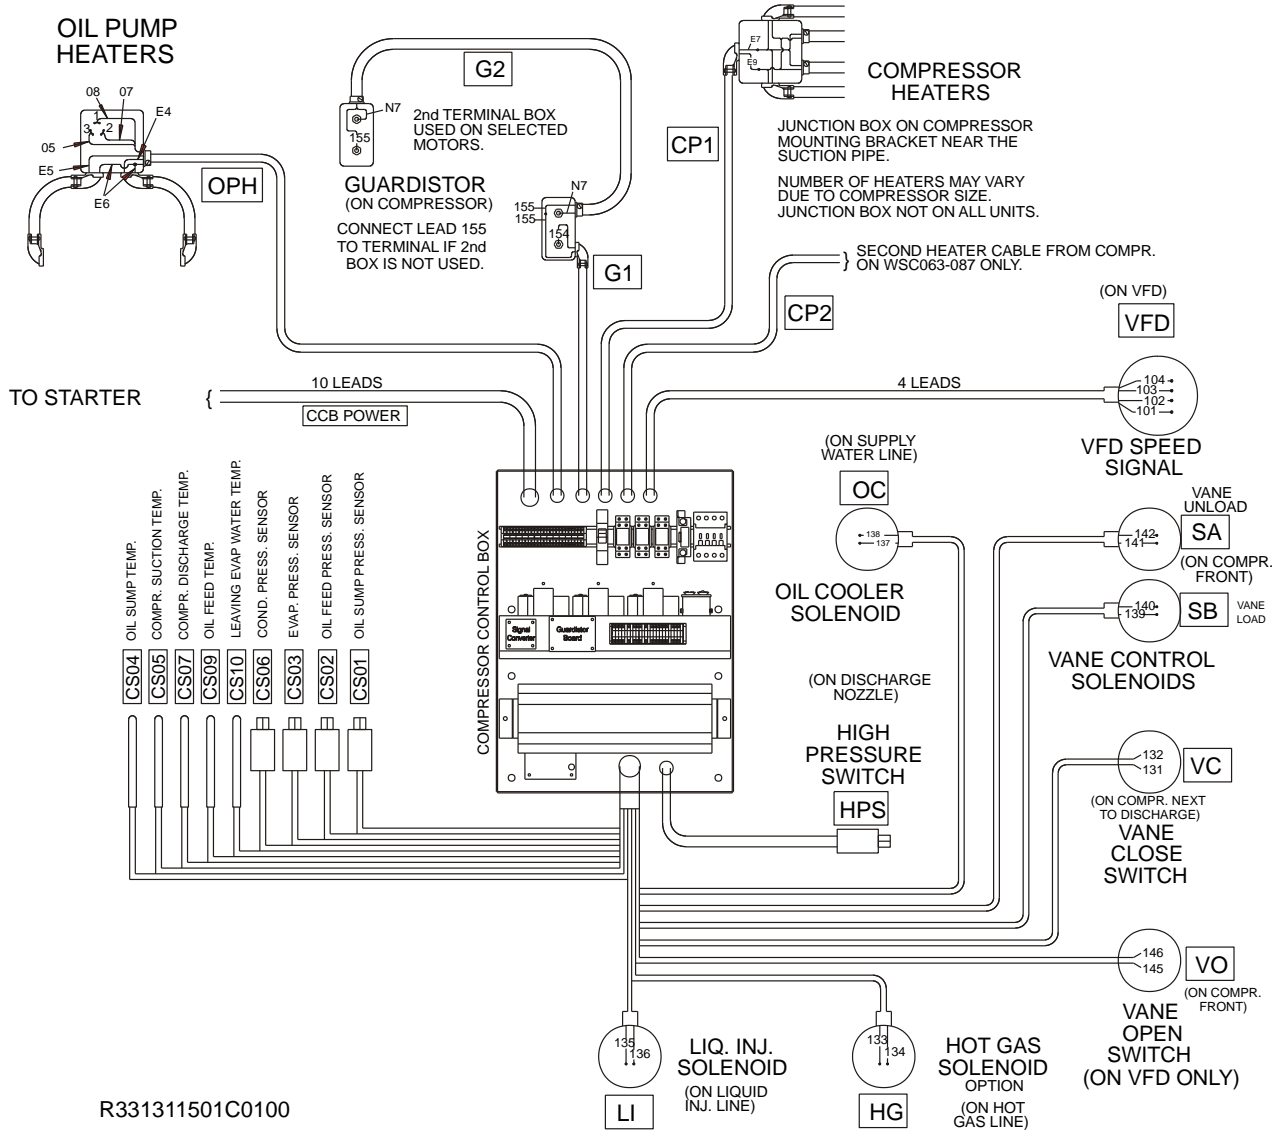 OIL PUMP
HEATERS
08
07
E4
1
3
2
05
E5
E6
OPH
G2
N7
155
2nd TERMINAL BOX
USED ON SELECTED
MOTORS.
GUARDISTOR
(ON COMPRESSOR)
CONNECT LEAD 155
TO TERMINAL IF 2nd
BOX IS NOT USED.
N7
155
155
154
G1
CP1
E7
E9
COMPRESSOR
HEATERS
JUNCTION BOX ON COMPRESSOR
MOUNTING BRACKET NEAR THE
SUCTION PIPE.
NUMBER OF HEATERS MAY VARY
DUE TO COMPRESSOR SIZE.
JUNCTION BOX NOT ON ALL UNITS.
} SECOND HEATER CABLE FROM COMPR.
ON WSC063-087 ONLY.
CP2
(ON VFD)
VFD
104
103
102
101
VFD SPEED
SIGNAL
TO STARTER {
10 LEADS
CCB POWER
4 LEADS
OIL SUMP TEMP.
COMPR. SUCTION TEMP.
COMPR. DISCHARGE TEMP.
OIL FEED TEMP.
LEAVING EVAP WATER TEMP.
COND. PRESS. SENSOR
EVAP. PRESS. SENSOR
OIL FEED PRESS. SENSOR
OIL SUMP PRESS. SENSOR
CS04
CS05
CS07
CS09
CS10
CS06
CS03
CS02
CS01
COMPRESSOR CONTROL BOX
Signal
Converter
Guardistor
Board
(ON SUPPLY
WATER LINE)
OC
138
137
OIL COOLER
SOLENOID
VANE
UNLOAD
SA
142
141
(ON COMPR.
FRONT)
SB
140
139
VANE
LOAD
VANE CONTROL
SOLENOIDS
(ON DISCHARGE
NOZZLE)
HIGH
PRESSURE
SWITCH
HPS
132
131
VC
(ON COMPR. NEXT
TO DISCHARGE)
VANE
CLOSE
SWITCH
146
145
VO
(ON COMPR.
FRONT)
VANE
OPEN
SWITCH
(ON VFD ONLY)
135
136
LIQ. INJ.
SOLENOID
(ON LIQUID
INJ. LINE)
LI
133
134
HOT GAS
SOLENOID
OPTION
(ON HOT
GAS LINE)
HG
R331311501C0100